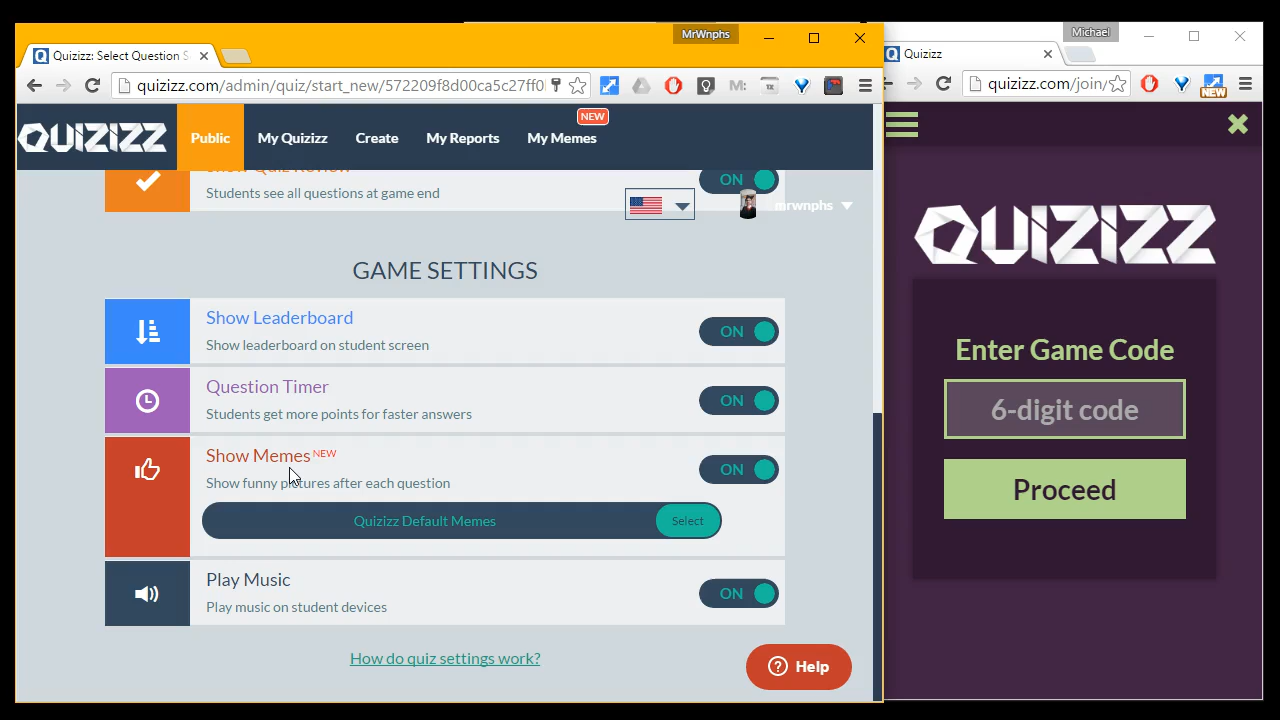 MrWnphs
Quizizz: Select Question S
quizizz.com/admin/quiz/start_new/572209f8d00ca5c27ff0
QUIZIZZ
Public
My Quizizz
Create
My Reports
My Memes
NEW
Show Quiz Review
Students see all questions at game end
ON
mrwnphs
GAME SETTINGS
Show Leaderboard
Show leaderboard on student screen
ON
Question Timer
Students get more points for faster answers
ON
Show Memes NEW
Show funny pictures after each question
ON
Quizizz Default Memes
Select
Play Music
Play music on student devices
ON
How do quiz settings work?
Help
Michael
Quizizz
quizizz.com/join/
NEW
QUIZIZZ
Enter Game Code
6-digit code
Proceed